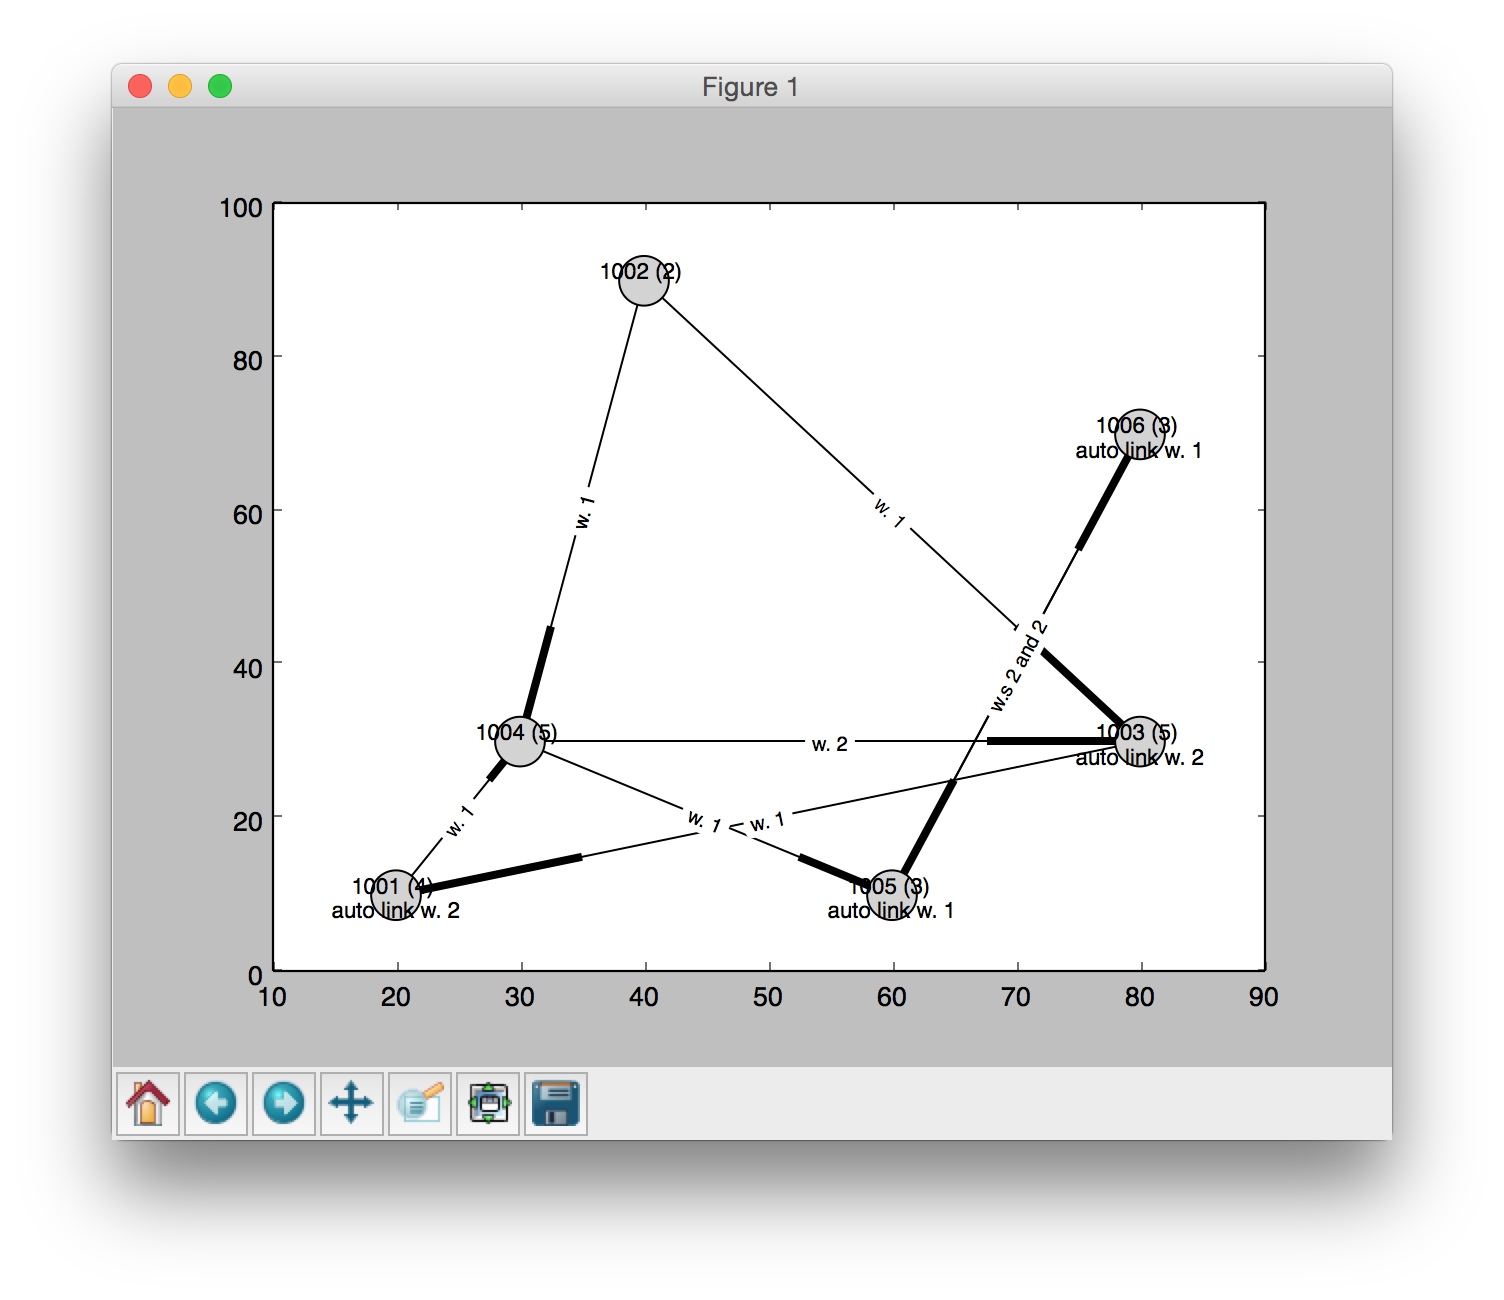 Figure 1
100
80
60
40
20
0
10 20 30 40 50 60 70 80 90
1002 (2)
1006 (3)
auto link w. 1
w. 1
w. 1
w.s 2 and 2
1004 (5)
w. 2
1003 (5)
auto link w. 2
w. 1
w. 1
w. 1
1001 (4)
auto link w. 2
1005 (3)
auto link w. 1